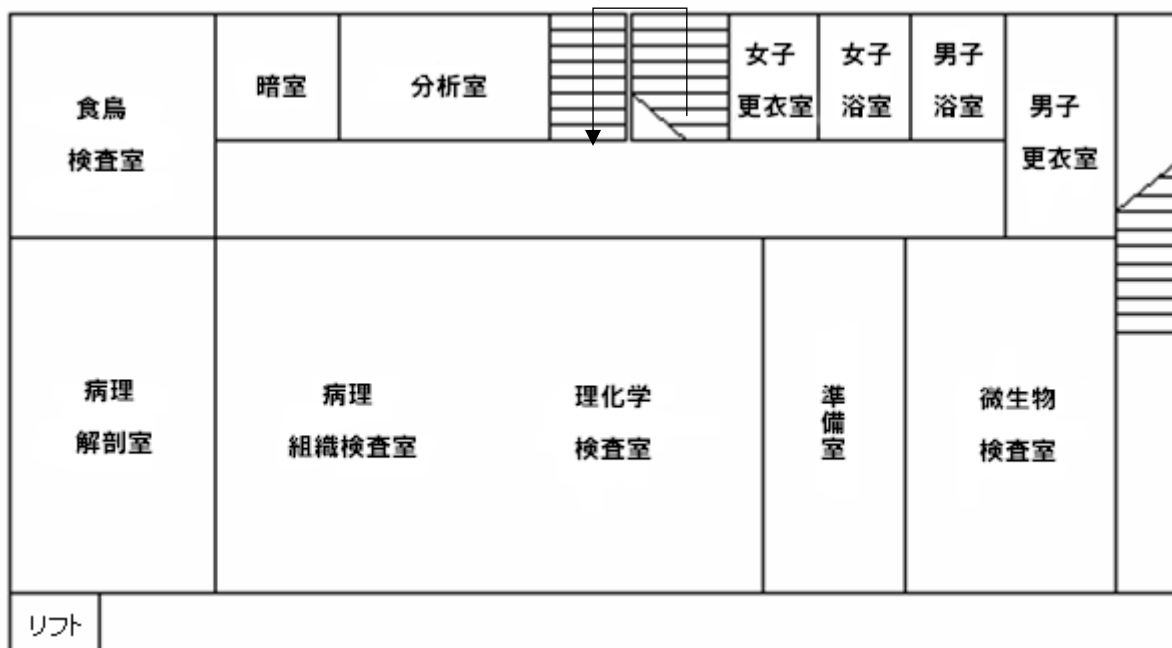 食鳥
検査室
暗室
分析室
女子
更衣室
女子
浴室
男子
浴室
男子
更衣室
病理
解剖室
病理
組織検査室
理化学
検査室
準備室
微生物
検査室
リフト